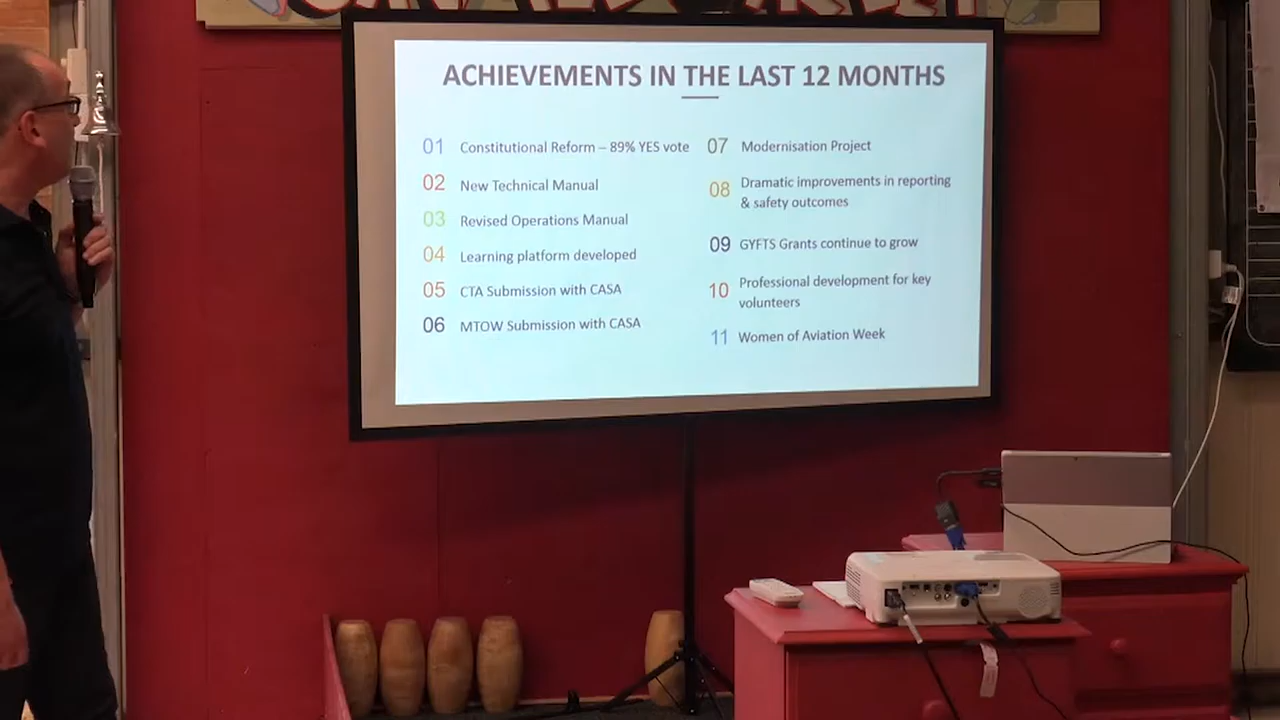 ACHIEVEMENTS IN THE LAST 12 MONTHS
01 Constitutional Reform – 89% YES vote
02 New Technical Manual
03 Revised Operations Manual
04 Learning platform developed
05 CTA Submission with CASA
06 MTOW Submission with CASA
07 Modernisation Project
08 Dramatic improvements in reporting
& safety outcomes
09 GYFTS Grants continue to grow
10 Professional development for key
volunteers
11 Women of Aviation Week